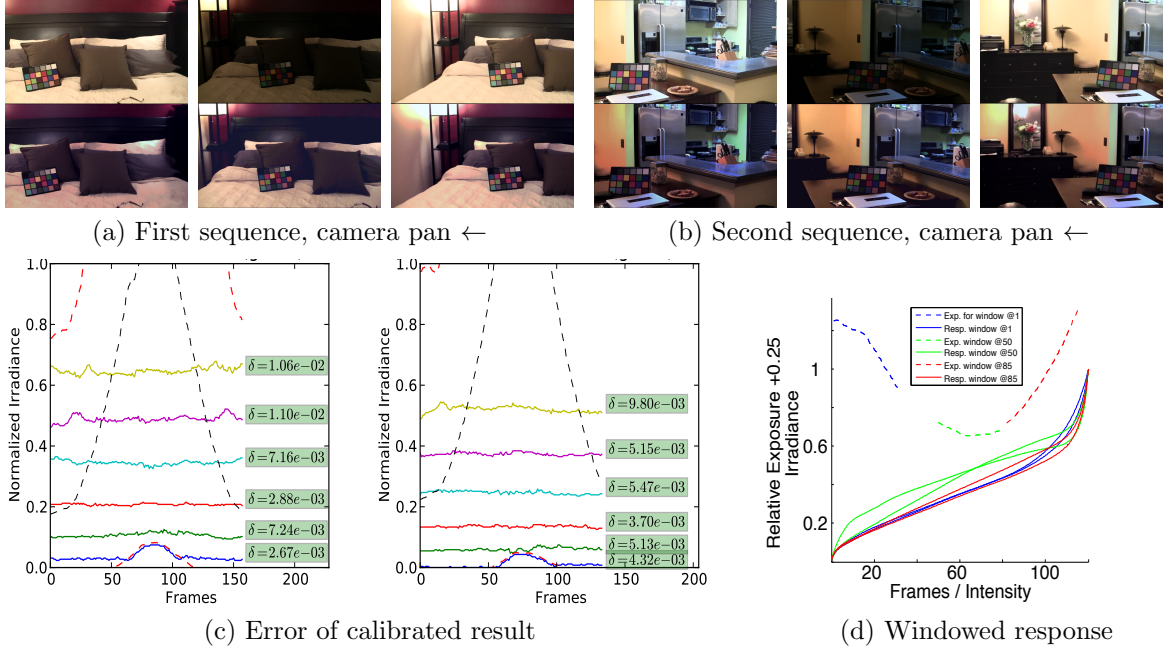 (a) First sequence, camera pan ←
(b) Second sequence, camera pan ←
Normalized Irradiance
1.0
0.8
0.6
0.4
0.2
0.0
0 50 100 150 200
Frames
δ=1.06e−02
δ=1.10e−02
δ=7.16e−03
δ=2.88e−03
δ=7.24e−03
δ=2.67e−03
Normalized Irradiance
1.0
0.8
0.6
0.4
0.2
0.0
0 50 100 150 200
Frames
δ=9.80e−03
δ=5.15e−03
δ=5.47e−03
δ=3.70e−03
δ=5.13e−03
δ=4.32e−03
(c) Error of calibrated result
Relative Exposure +0.25
Irradiance
1
0.6
0.2
Exp. for window @1
Resp. window @1
Exp. window @50
Resp. window @50
Exp. window @85
Resp. window @85
20 60 100
Frames / Intensity
(d) Windowed response